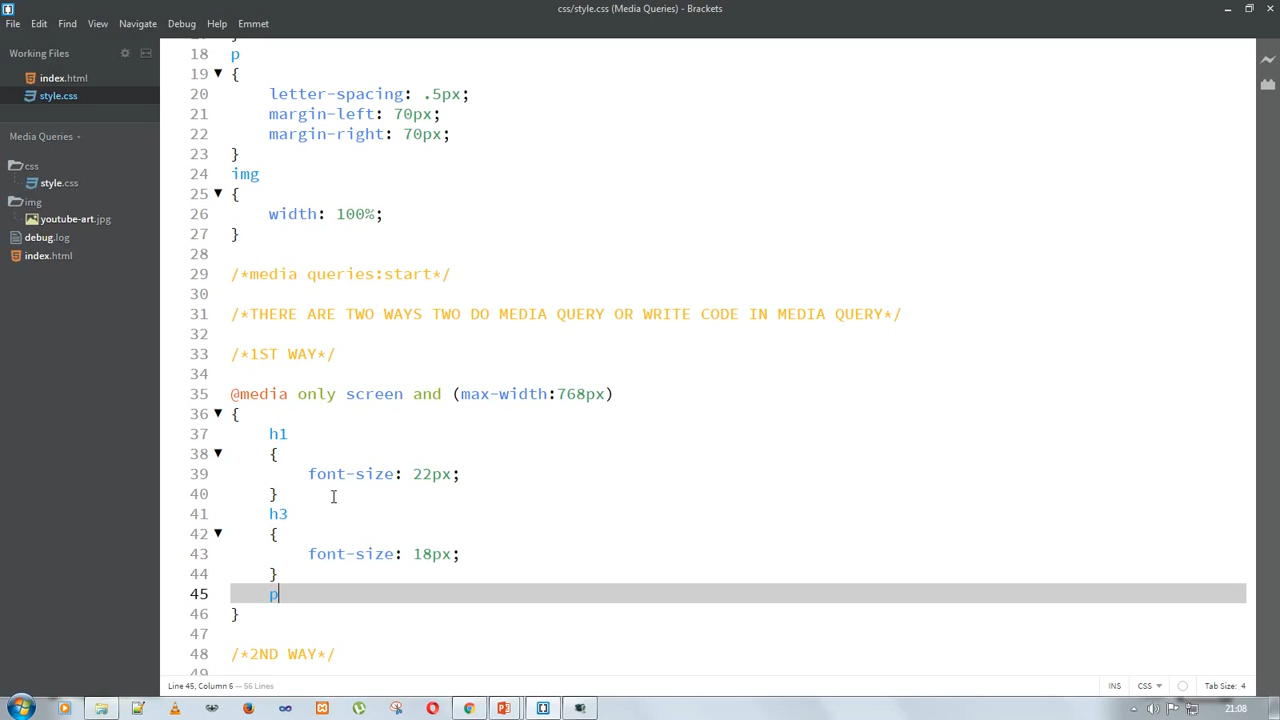 css/style.css (Media Queries) - Brackets
File Edit Find View Navigate Debug Help Emmet
Working Files
index.html
style.css
Media Queries
css
style.css
img
youtube-art.jpg
debug.log
index.html
18 p
19 {
20 letter-spacing: .5px;
21 margin-left: 70px;
22 margin-right: 70px;
23 }
24 img
25 {
26 width: 100%;
27 }
28
29 /*media queries:start*/
30
31 /*THERE ARE TWO WAYS TWO DO MEDIA QUERY OR WRITE CODE IN MEDIA QUERY*/
32
33 /*1ST WAY*/
34
35 @media only screen and (max-width:768px)
36 {
37 h1
38 {
39 font-size: 22px;
40 }
41 h3
42 {
43 font-size: 18px;
44 }
45 p
46 }
47
48 /*2ND WAY*/
49
Line 45, Column 6 — 56 Lines
INS CSS Tab Size: 4
21:08